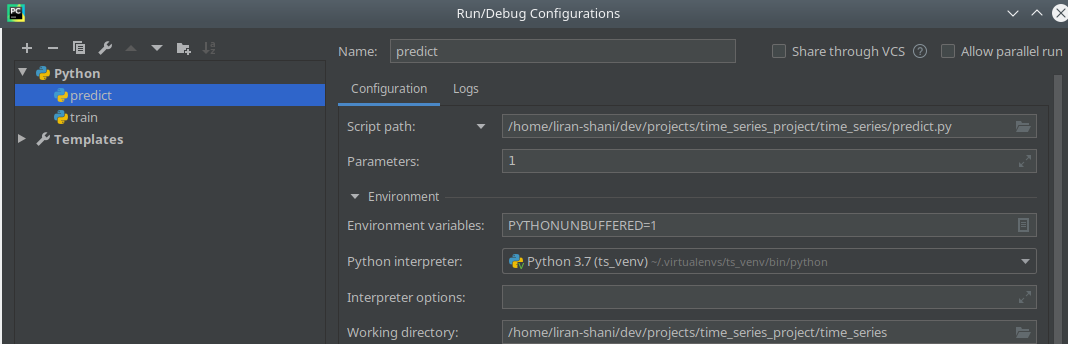 PC
Run/Debug Configurations
Name: predict Share through VCS ? Allow parallel run
Python
predict
train
Templates
Configuration Logs
Script path: /home/liran-shani/dev/projects/time_series_project/time_series/predict.py
Parameters: 1
Environment
Environment variables: PYTHONUNBUFFERED=1
Python interpreter: Python 3.7 (ts_venv) ~/.virtualenvs/ts_venv/bin/python
Interpreter options:
Working directory: /home/liran-shani/dev/projects/time_series_project/time_series